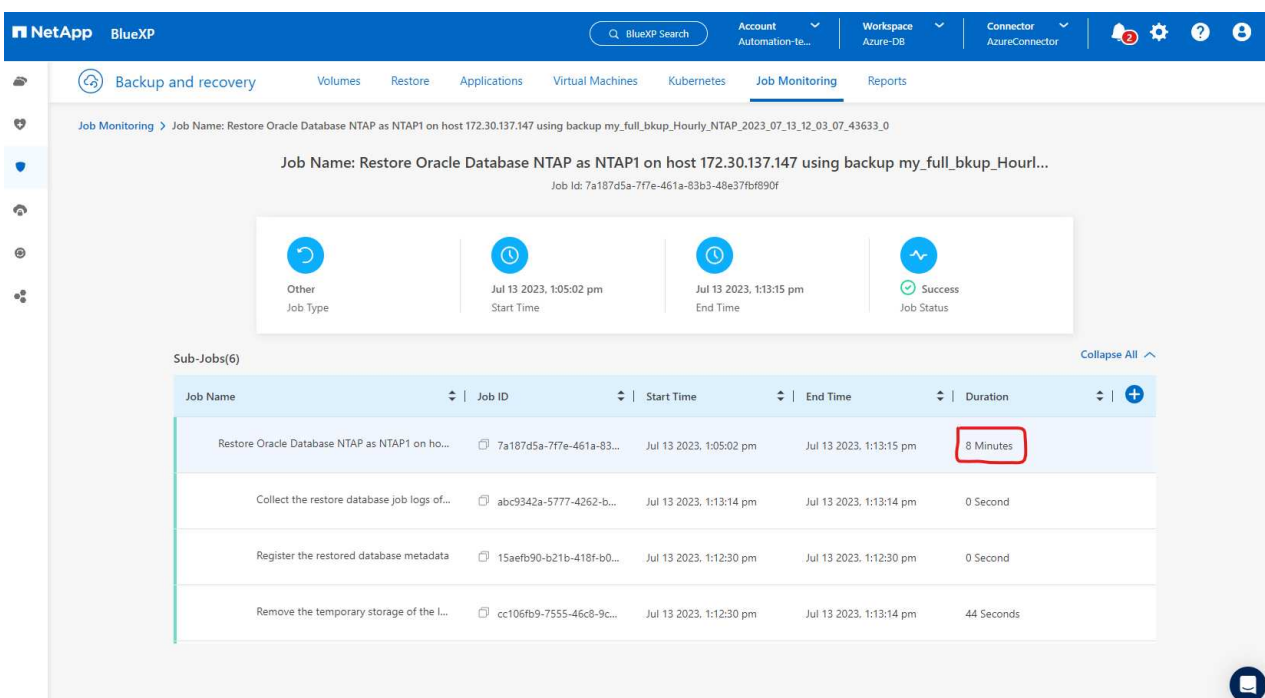 NetApp BlueXP BlueXP Search Account Automation-te... Workspace Azure-DB Connector AzureConnector 2
Backup and recovery Volumes Restore Applications Virtual Machines Kubernetes Job Monitoring Reports
Job Monitoring > Job Name: Restore Oracle Database NTAP as NTAP1 on host 172.30.137.147 using backup my_full_bkup_Hourly_NTAP_2023_07_13_12_03_07_43633_0
Job Name: Restore Oracle Database NTAP as NTAP1 on host 172.30.137.147 using backup my_full_bkup_Hourl...
Job Id: 7a187d5a-7f7e-461a-83b3-48e37fbf890f
Other Jul 13 2023, 1:05:02 pm Jul 13 2023, 1:13:15 pm Success
Job Type Start Time End Time Job Status
Sub-Jobs(6) Collapse All
Job Name Job ID Start Time End Time Duration
Restore Oracle Database NTAP as NTAP1 on ho... 7a187d5a-7f7e-461a-83... Jul 13 2023, 1:05:02 pm Jul 13 2023, 1:13:15 pm 8 Minutes
Collect the restore database job logs of... abc9342a-5777-4262-b... Jul 13 2023, 1:13:14 pm Jul 13 2023, 1:13:14 pm 0 Second
Register the restored database metadata 15aefb90-b21b-418f-b0... Jul 13 2023, 1:12:30 pm Jul 13 2023, 1:12:30 pm 0 Second
Remove the temporary storage of the l... cc106fb9-7555-46c8-9c... Jul 13 2023, 1:12:30 pm Jul 13 2023, 1:13:14 pm 44 Seconds